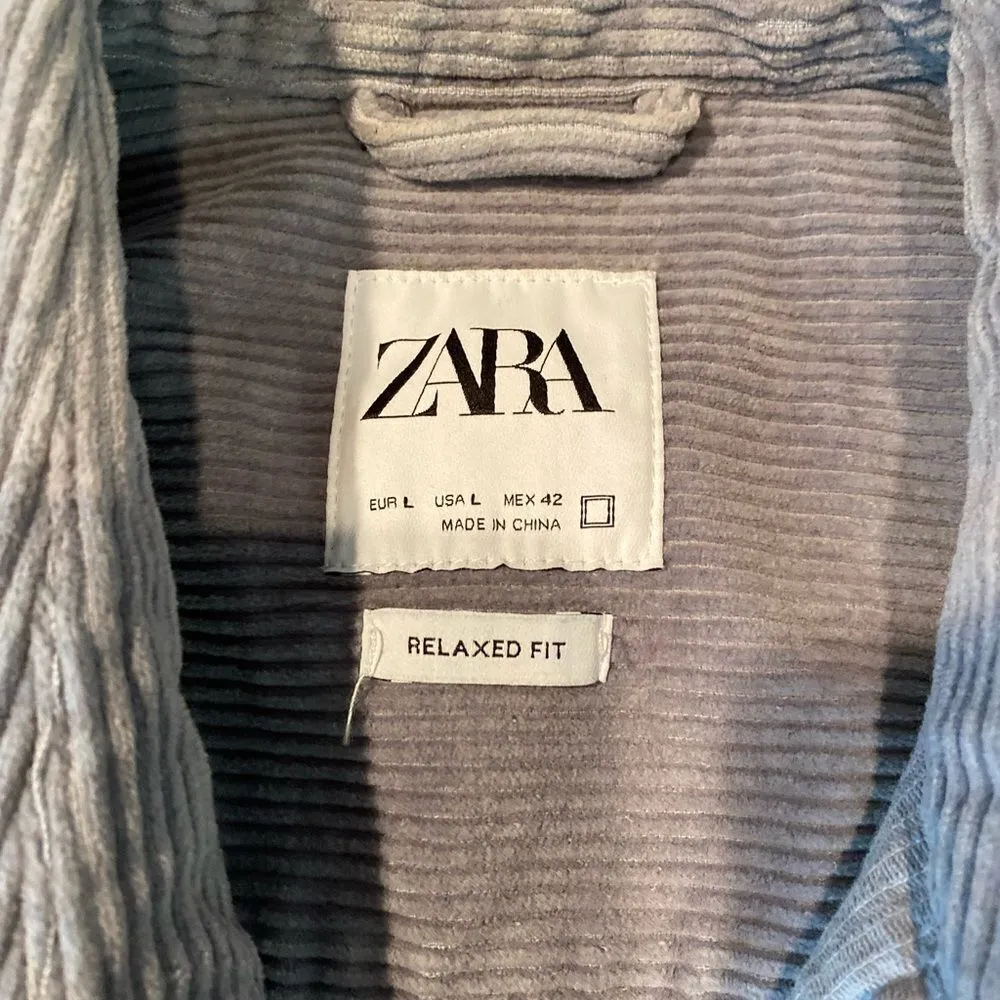 ZARA
EUR L USA L MEX 42
MADE IN CHINA
RELAXED FIT